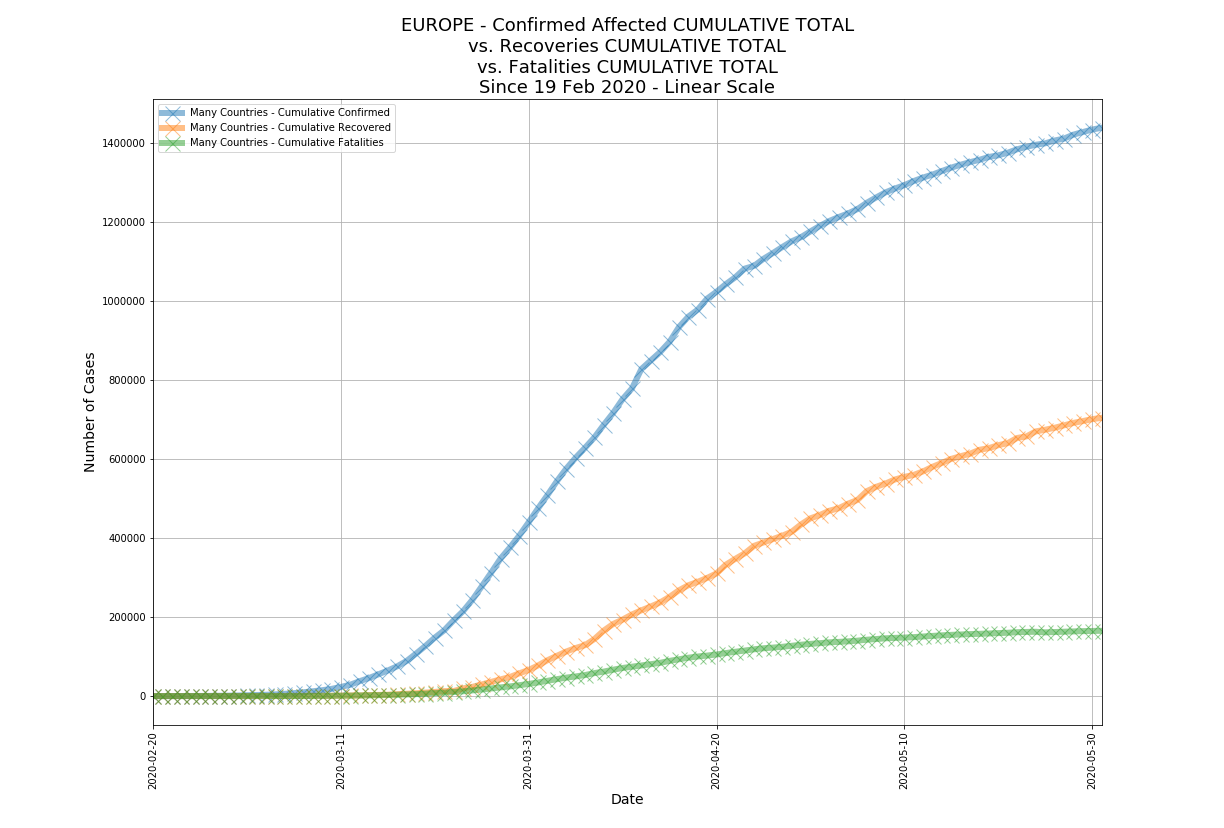 EUROPE - Confirmed Affected CUMULATIVE TOTAL
vs. Recoveries CUMULATIVE TOTAL
vs. Fatalities CUMULATIVE TOTAL
Since 19 Feb 2020 - Linear Scale
Many Countries - Cumulative Confirmed
Many Countries - Cumulative Recovered
Many Countries - Cumulative Fatalities
Number of Cases
1400000
1200000
1000000
800000
600000
400000
200000
0
2020-02-20
2020-03-11
2020-03-31
2020-04-20
2020-05-10
2020-05-30
Date